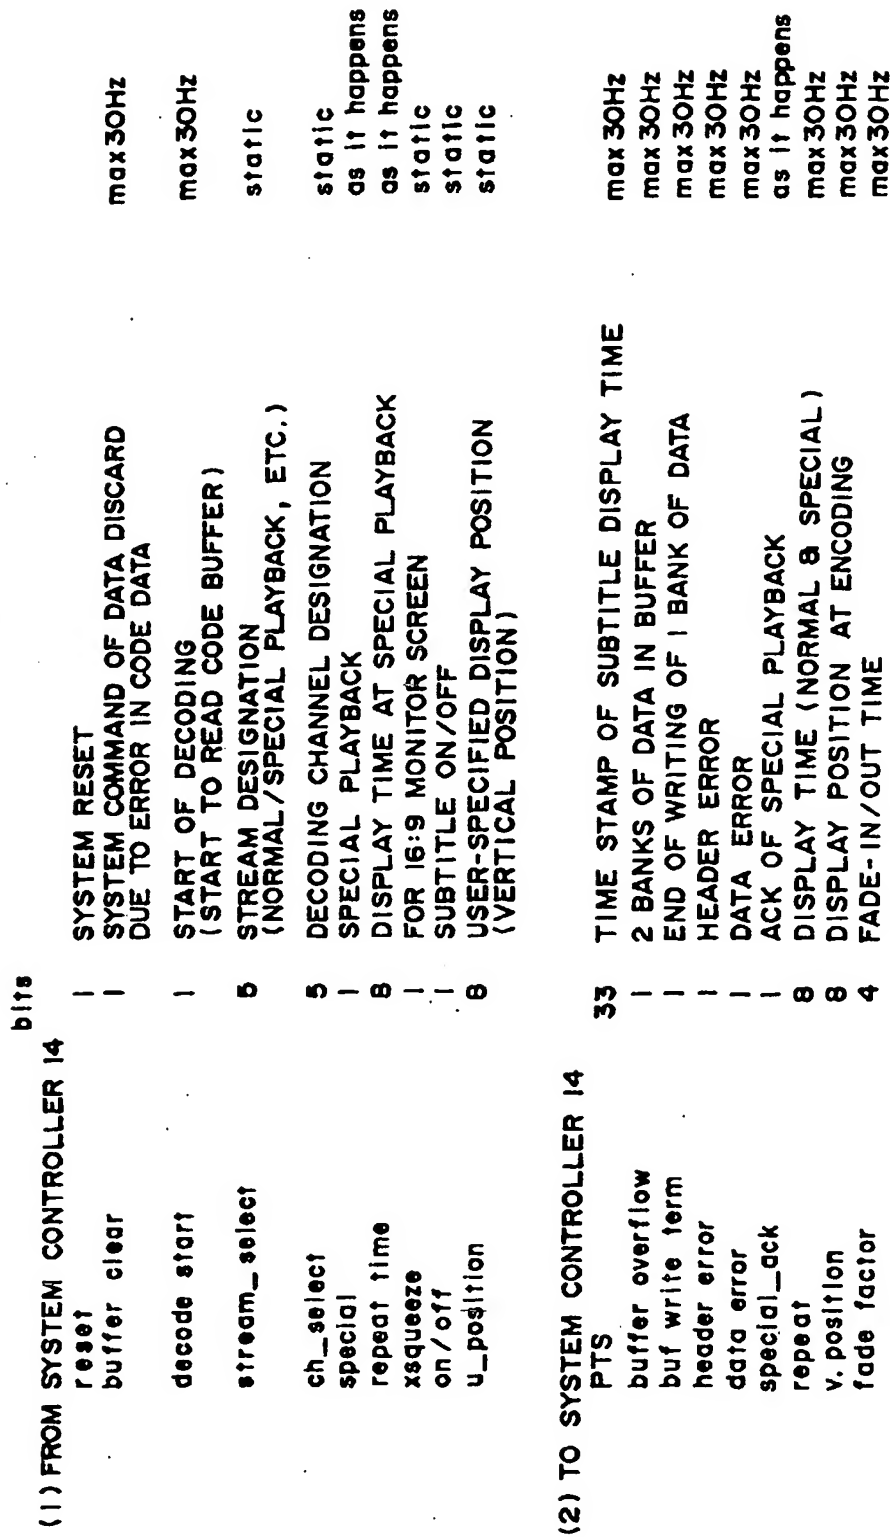 bits
(1) FROM SYSTEM CONTROLLER 14
reset 1 SYSTEM RESET
buffer clear 1 SYSTEM COMMAND OF DATA DISCARD max 30Hz
DUE TO ERROR IN CODE DATA
decode start 1 START OF DECODING max 30Hz
(START TO READ CODE BUFFER)
stream_select 5 STREAM DESIGNATION static
(NORMAL/SPECIAL PLAYBACK, ETC.)
ch_select 5 DECODING CHANNEL DESIGNATION static
special 1 SPECIAL PLAYBACK as it happens
repeat time 8 DISPLAY TIME AT SPECIAL PLAYBACK as it happens
xsqueeze 1 FOR 16:9 MONITOR SCREEN static
on/off 1 SUBTITLE ON/OFF static
u_position 8 USER-SPECIFIED DISPLAY POSITION static
(VERTICAL POSITION)
(2) TO SYSTEM CONTROLLER 14
PTS 33 TIME STAMP OF SUBTITLE DISPLAY TIME max 30Hz
buffer overflow 1 2 BANKS OF DATA IN BUFFER max 30Hz
buf write term 1 END OF WRITING OF 1 BANK OF DATA max 30Hz
header error 1 HEADER ERROR max 30Hz
data error 1 DATA ERROR max 30Hz
special_ack 1 ACK OF SPECIAL PLAYBACK as it happens
repeat 8 DISPLAY TIME (NORMAL & SPECIAL) max 30Hz
v. position 8 DISPLAY POSITION AT ENCODING max 30Hz
fade factor 4 FADE-IN/OUT TIME max 30Hz